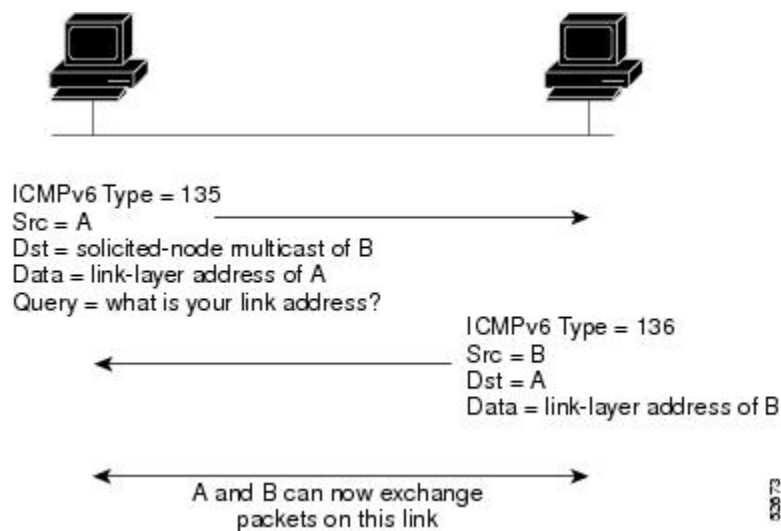 ICMPv6 Type = 135
Src = A
Dst = solicited-node multicast of B
Data = link-layer address of A
Query = what is your link address?
ICMPv6 Type = 136
Src = B
Dst = A
Data = link-layer address of B
A and B can now exchange
packets on this link